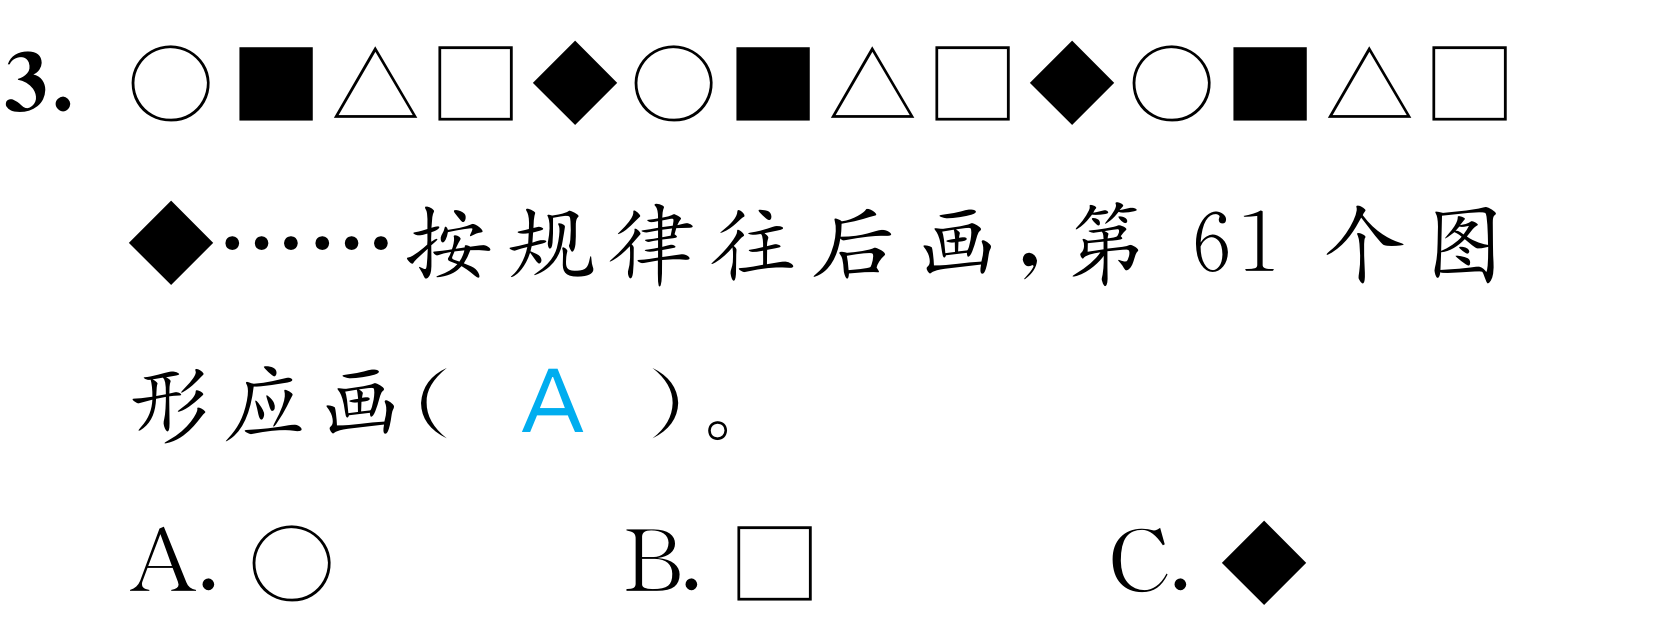 3. ○■△□◆○■△□◆○■△□
◆……按规律往后画,第 61 个图
形应画( A )。
A. ○ B. □ C. ◆